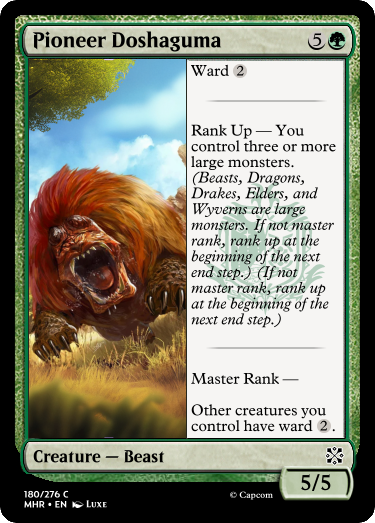 Pioneer Doshaguma 5
Ward 2
Rank Up — You
control three or more
large monsters.
(Beasts, Dragons,
Drakes, Elders, and
Wyverns are large
monsters. If not master
rank, rank up at the
beginning of the next
end step.) (If not
master rank, rank up
at the beginning of the
next end step.)
Master Rank —
Other creatures you
control have ward 2.
Creature — Beast
5/5
180/276 C
MHR • EN Luxe
© Capcom